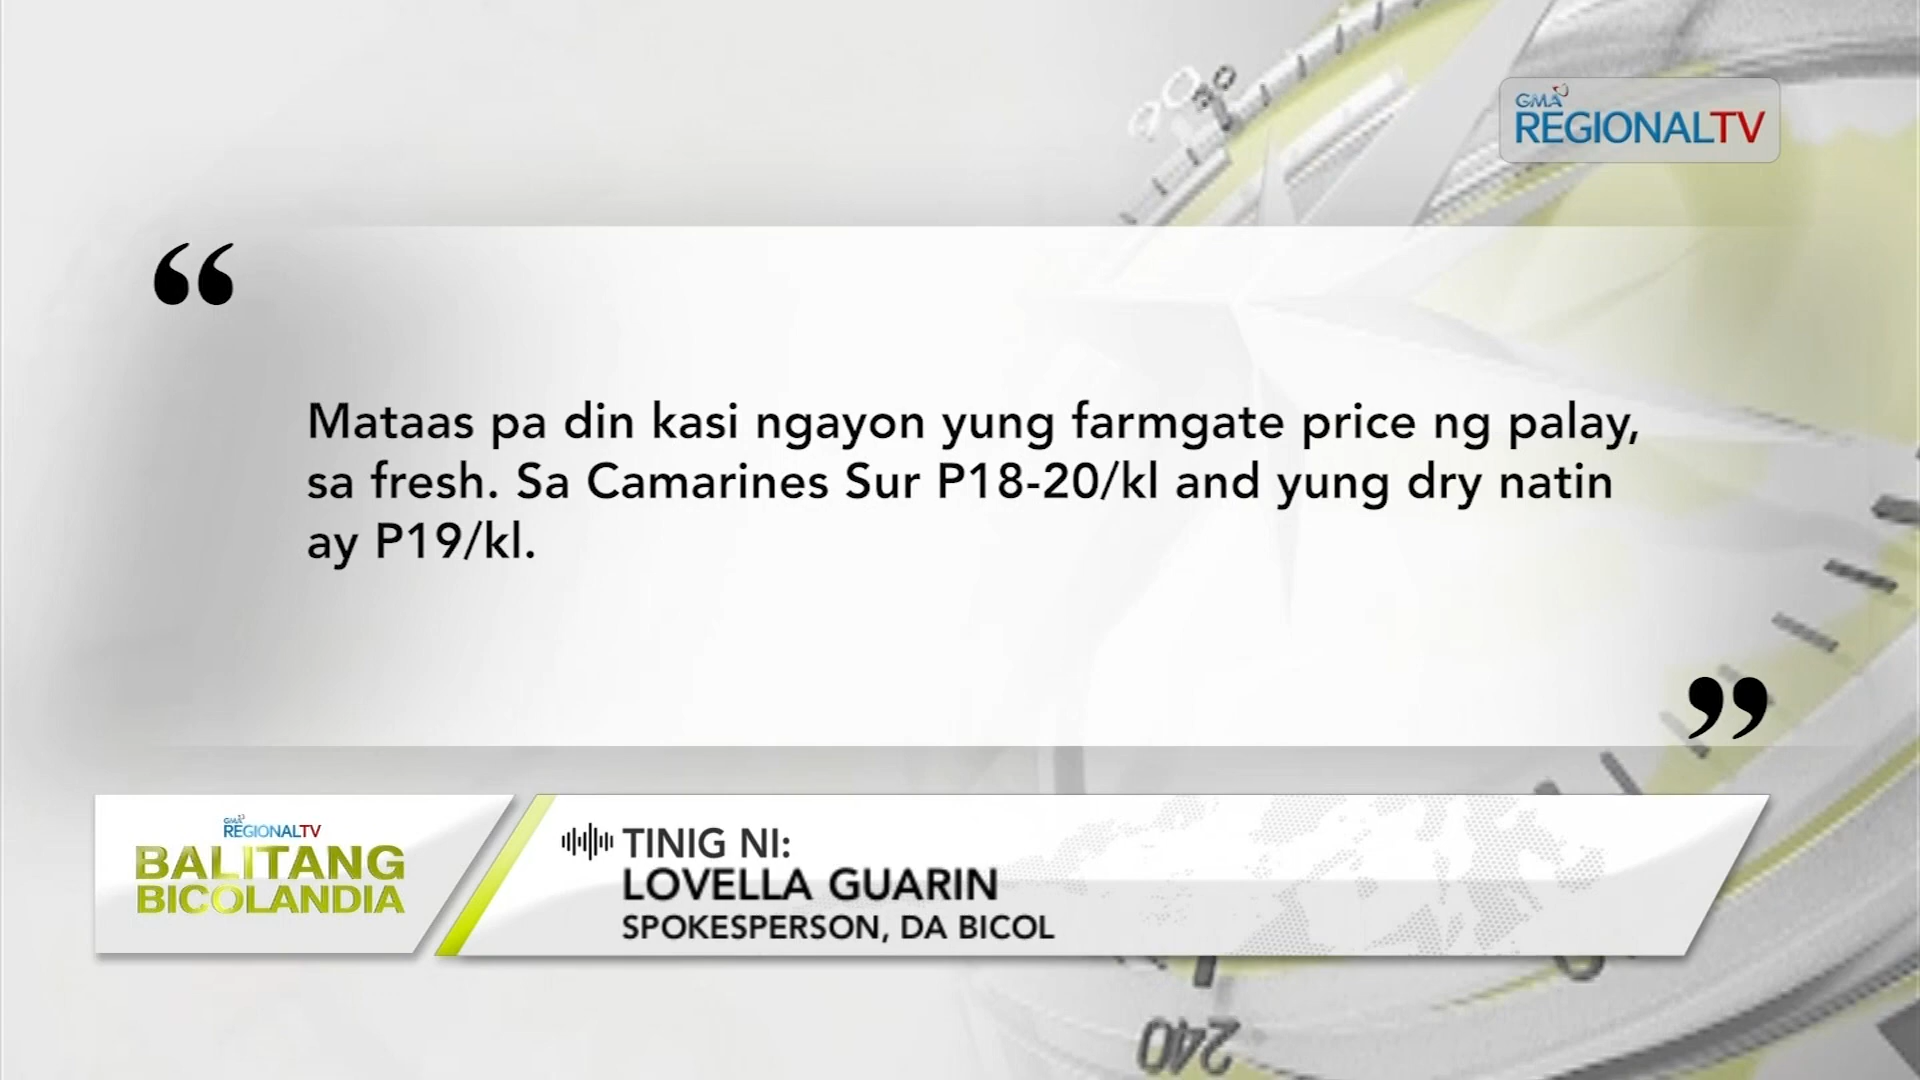 GMA
REGIONALTV
“
Mataas pa din kasi ngayon yung farmgate price ng palay,
sa fresh. Sa Camarines Sur P18-20/kl and yung dry natin
ay P19/kl.
”
GMA
REGIONALTV
BALITANG
BICOLANDIA
TINIG NI:
LOVELLA GUARIN
SPOKESPERSON, DA BICOL
240